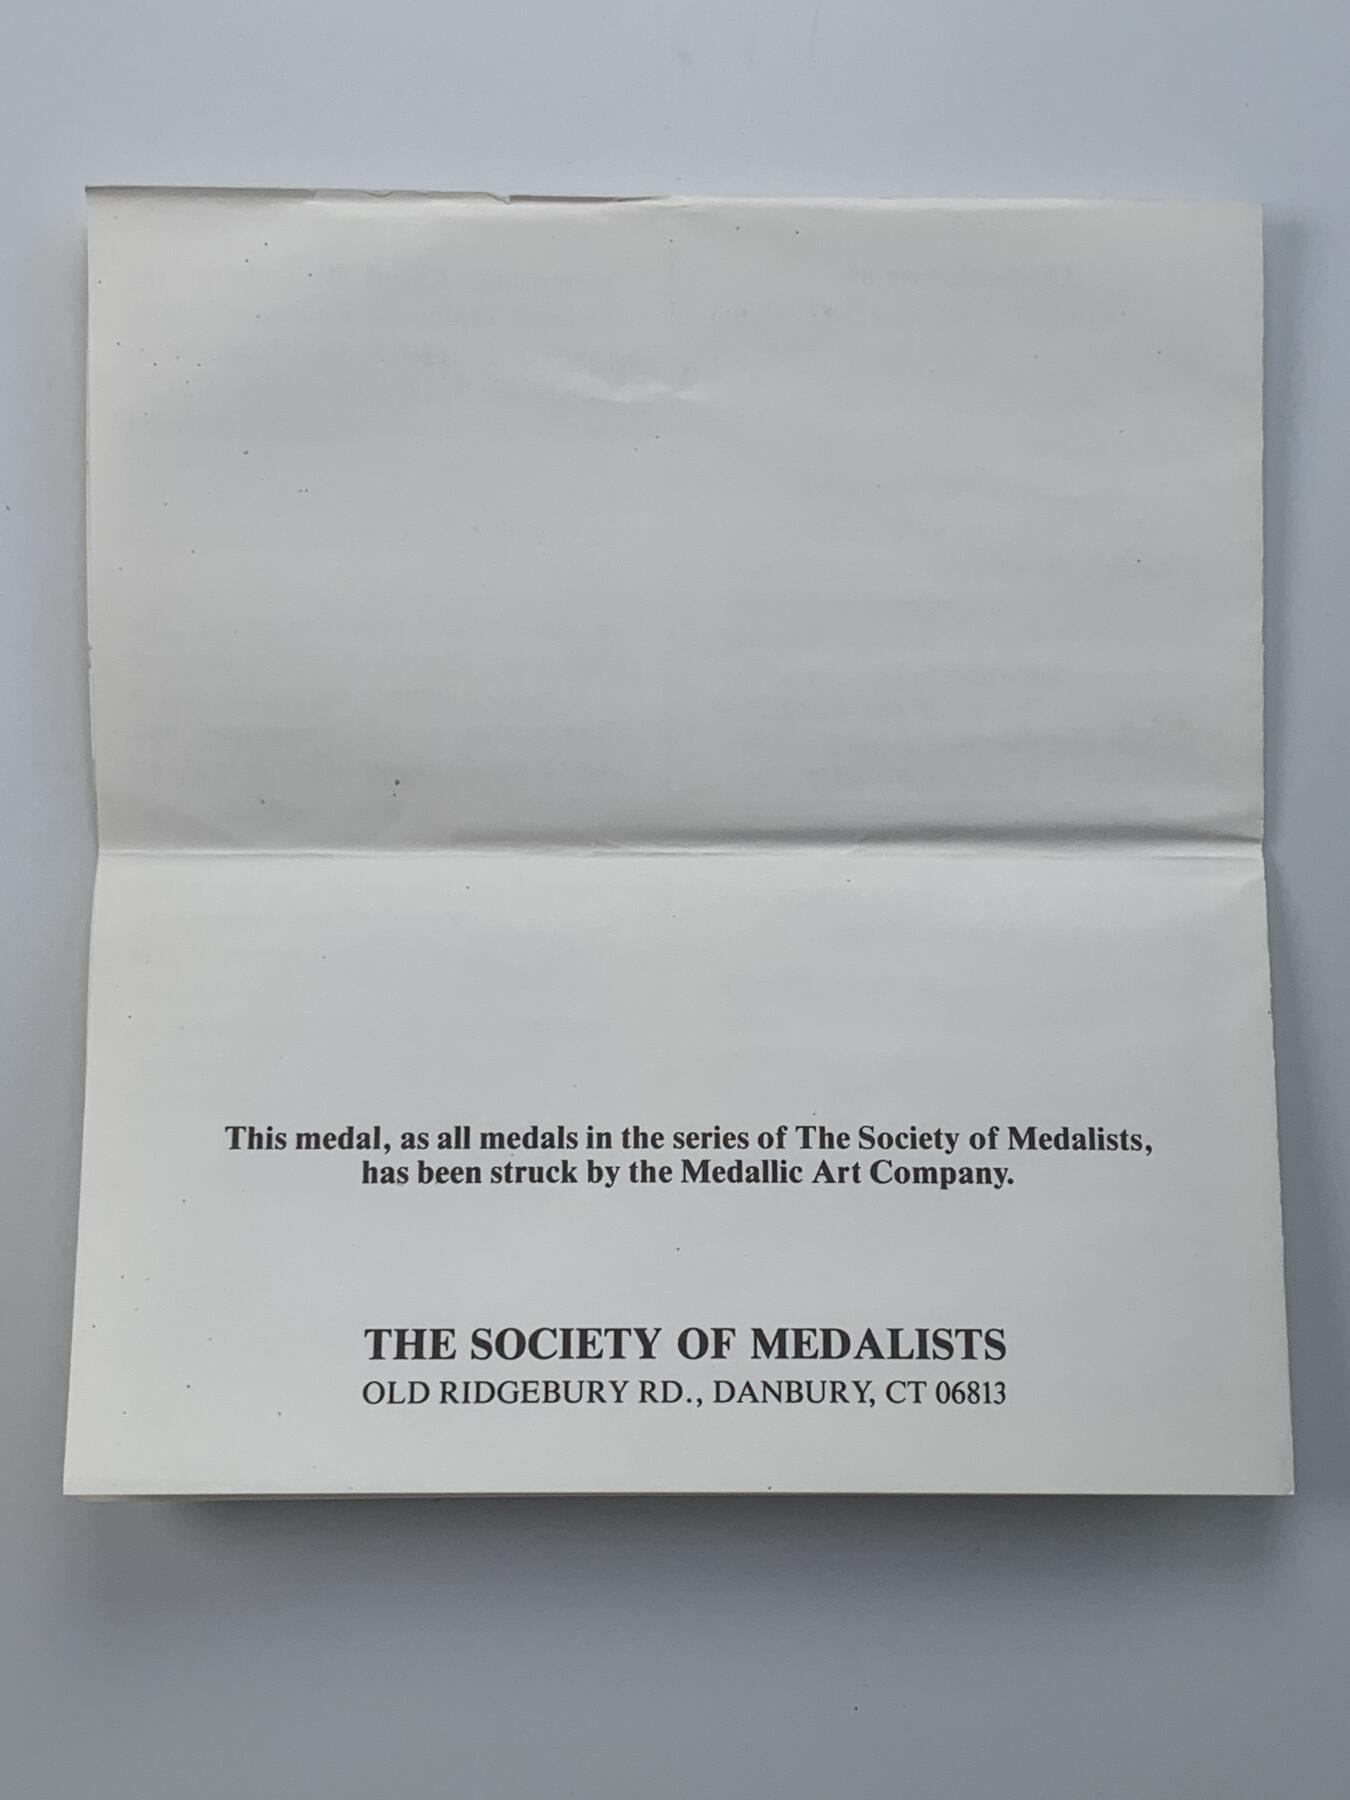 This medal, as all medals in the series of The Society of Medalists,
has been struck by the Medallic Art Company.
THE SOCIETY OF MEDALISTS
OLD RIDGEBURY RD., DANBURY, CT 06813